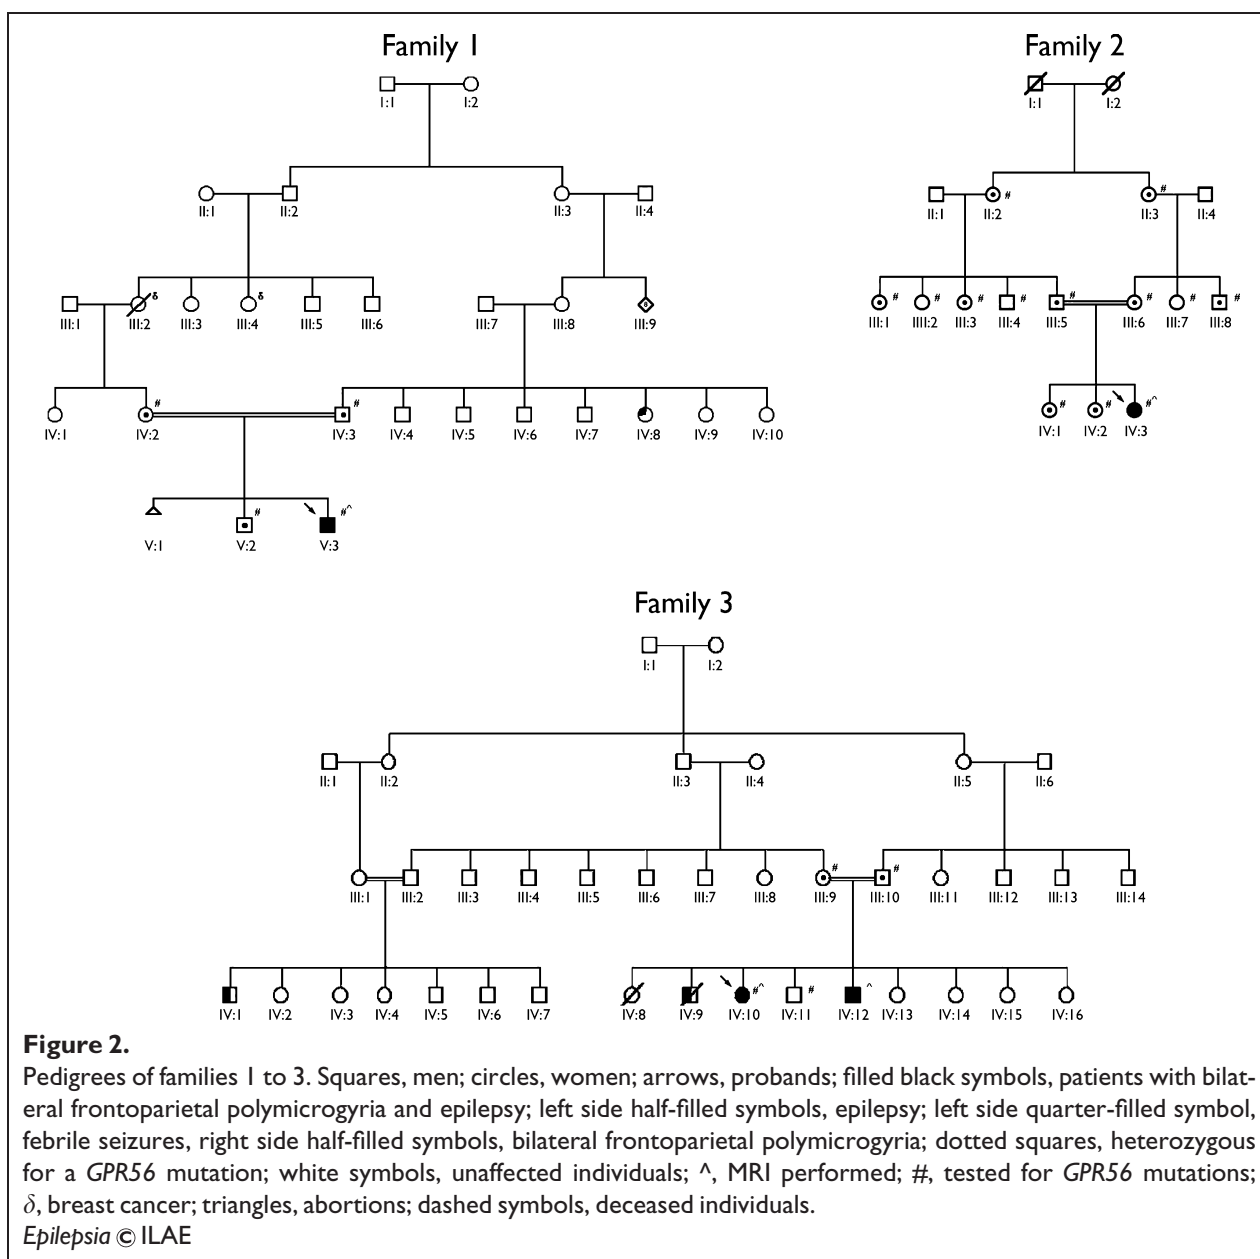 Family 1
Family 2
I:1 I:2
I:1 I:2
II:1 II:2 II:3 II:4
II:1 II:2 # II:3 # II:4
III:1 III:2 δ III:3 III:4 δ III:5 III:6 III:7 III:8 8 III:9
III:1 # IIII:2 # III:3 # III:4 # III:5 # III:6 # III:7 # III:8 #
IV:1 IV:2 # IV:3 # IV:4 IV:5 IV:6 IV:7 IV:8 IV:9 IV:10
IV:1 # IV:2 # IV:3 #^
V:1 V:2 # V:3 #^
Family 3
I:1 I:2
II:1 II:2 II:3 II:4 II:5 II:6
III:1 III:2 III:3 III:4 III:5 III:6 III:7 III:8 III:9 # III:10 # III:11 III:12 III:13 III:14
IV:1 IV:2 IV:3 IV:4 IV:5 IV:6 IV:7 IV:8 IV:9 IV:10 #^ IV:11 # IV:12 ^ IV:13 IV:14 IV:15 IV:16
Figure 2.
Pedigrees of families 1 to 3. Squares, men; circles, women; arrows, probands; filled black symbols, patients with bilat-
eral frontoparietal polymicrogyria and epilepsy; left side half-filled symbols, epilepsy; left side quarter-filled symbol,
febrile seizures, right side half-filled symbols, bilateral frontoparietal polymicrogyria; dotted squares, heterozygous
for a GPR56 mutation; white symbols, unaffected individuals; ^, MRI performed; #, tested for GPR56 mutations;
δ, breast cancer; triangles, abortions; dashed symbols, deceased individuals.
Epilepsia © ILAE